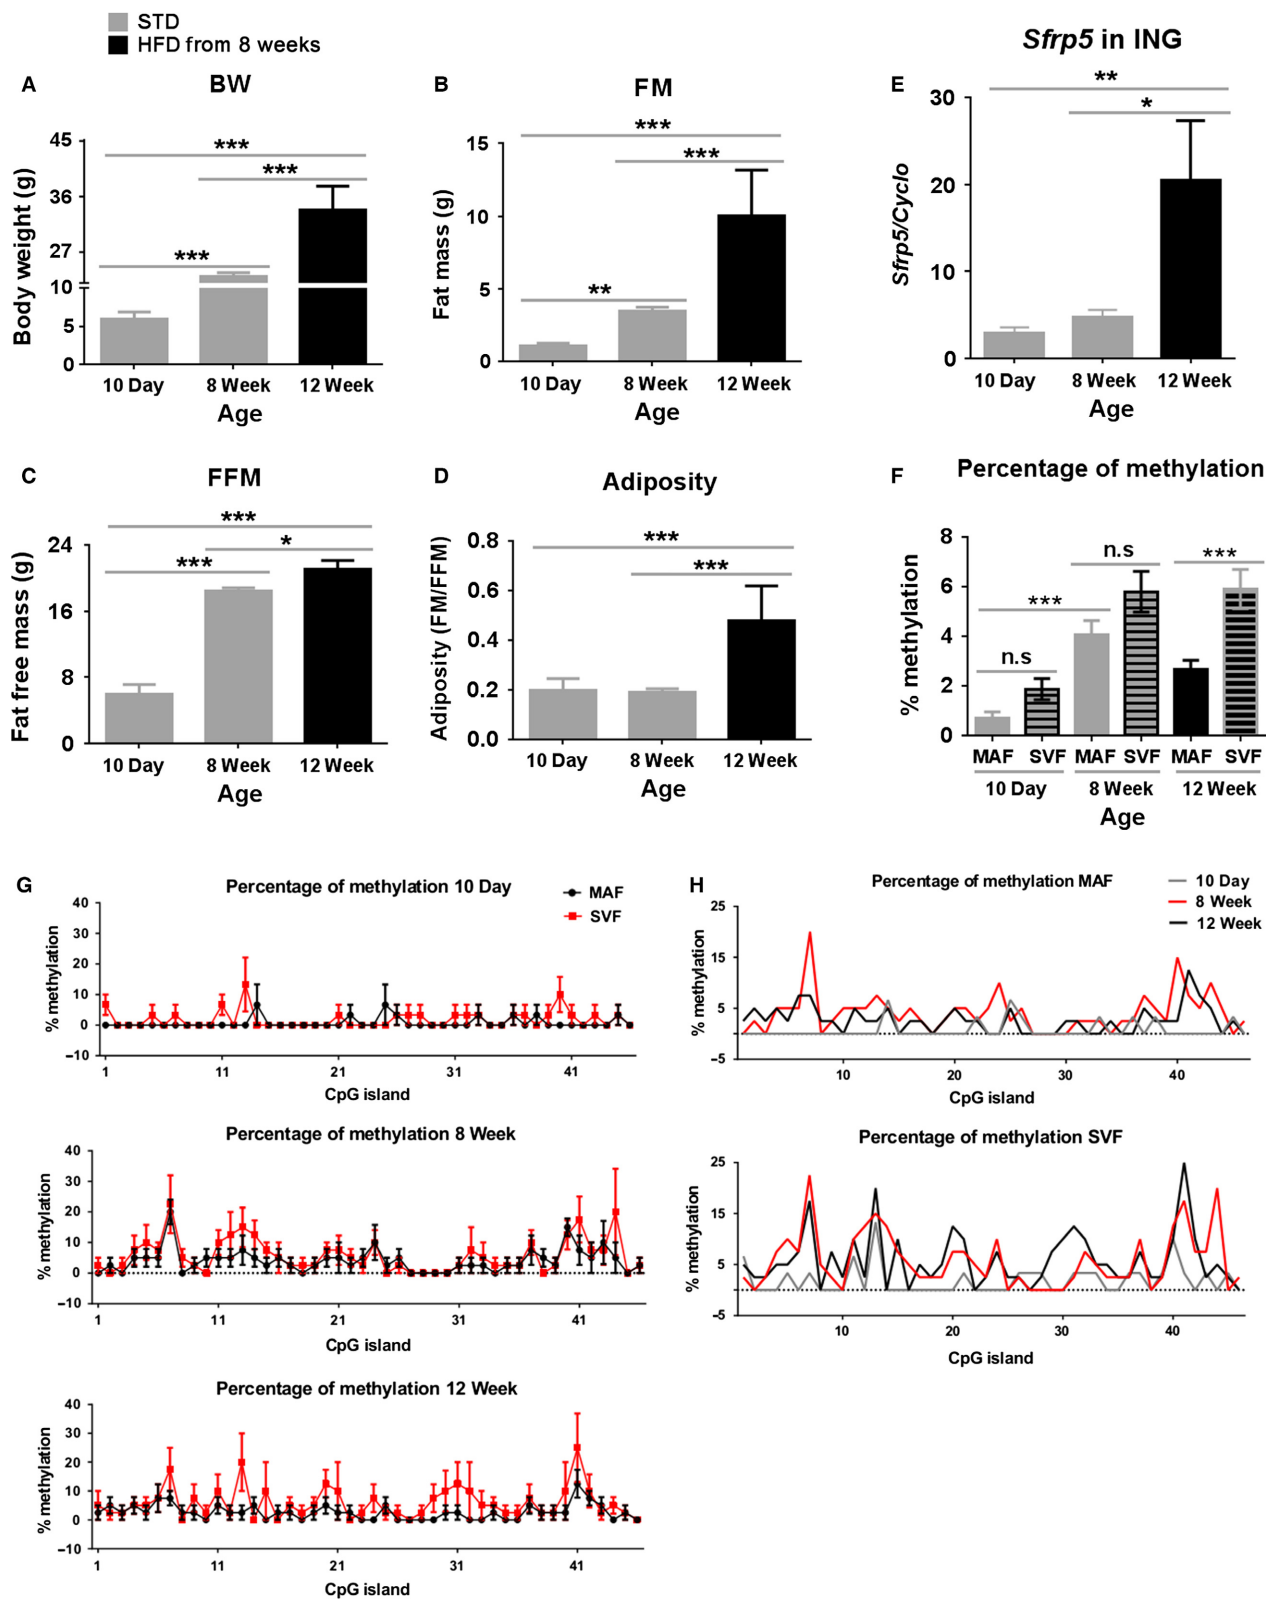 STD
HFD from 8 weeks
A
BW
Body weight (g)
45
36
27
10
5
0
***
***
***
10 Day
8 Week
12 Week
Age
B
FM
Fat mass (g)
15
10
5
0
***
***
**
10 Day
8 Week
12 Week
Age
E
Sfrp5 in ING
Sfrp5/Cyclo
30
20
10
0
**
*
10 Day
8 Week
12 Week
Age
C
FFM
Fat free mass (g)
24
16
8
0
***
*
***
10 Day
8 Week
12 Week
Age
D
Adiposity
Adiposity (FM/FFM)
0.8
0.6
0.4
0.2
0.0
***
***
10 Day
8 Week
12 Week
Age
F
Percentage of methylation
% methylation
8
6
4
2
0
n.s
***
n.s
***
MAF SVF MAF SVF MAF SVF
10 Day
8 Week
12 Week
Age
G
Percentage of methylation 10 Day
MAF
SVF
% methylation
40
30
20
10
0
−10
1 11 21 31 41
CpG island
Percentage of methylation 8 Week
% methylation
40
30
20
10
0
−10
1 11 21 31 41
CpG island
Percentage of methylation 12 Week
% methylation
40
30
20
10
0
−10
1 11 21 31 41
CpG island
H
Percentage of methylation MAF
10 Day
8 Week
12 Week
% methylation
25
15
5
−5
10 20 30 40
CpG island
Percentage of methylation SVF
% methylation
25
15
5
−5
10 20 30 40
CpG island